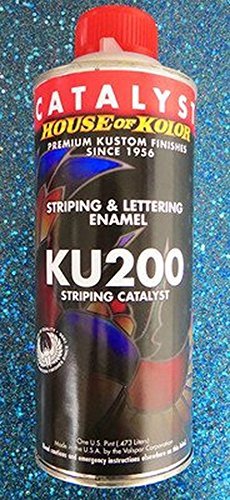 CATALYST
HOUSE OF KOLOR
PREMIUM KUSTOM FINISHES
SINCE 1956
STRIPING & LETTERING
ENAMEL
KU200
STRIPING CATALYST
One U.S. Pint (.473 Liters)
Made in the U.S.A. by the Valspar Corporation
Read cautions and emergency instructions elsewhere on this label